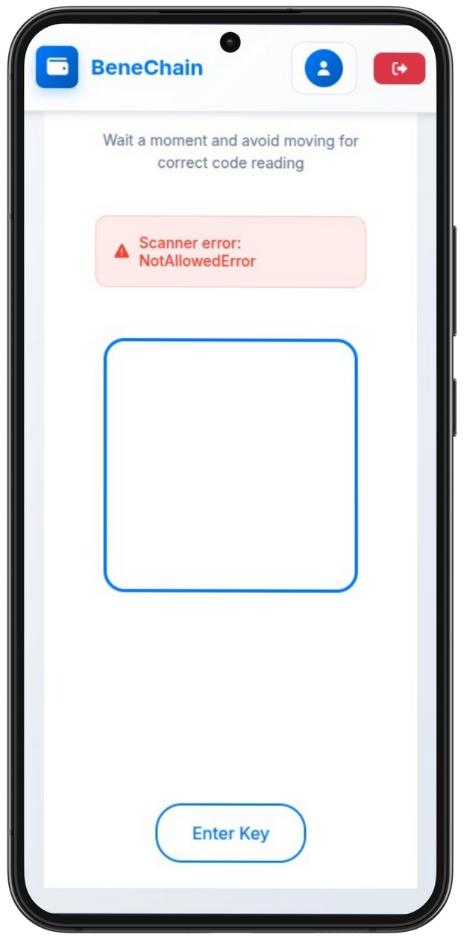 BeneChain
Wait a moment and avoid moving for
correct code reading
Scanner error:
NotAllowedError
Enter Key